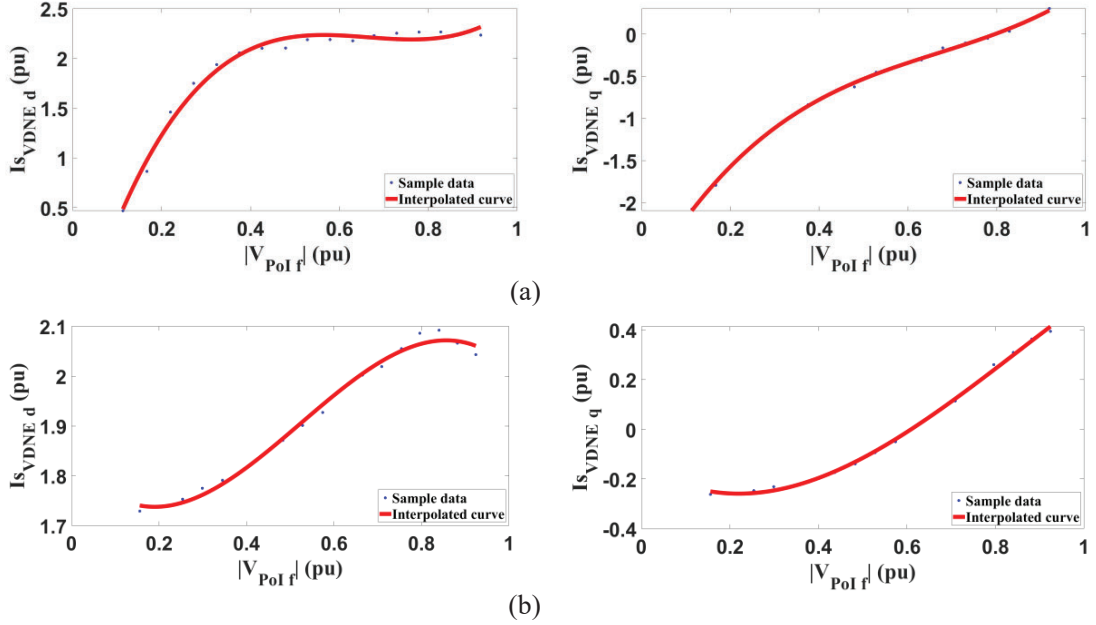 2.5
2
1.5
1
0.5
0 0.2 0.4 0.6 0.8 1
Is_VDNE d (pu)
|V_PoI f| (pu)
Sample data
Interpolated curve
0
-0.5
-1
-1.5
-2
0 0.2 0.4 0.6 0.8 1
Is_VDNE q (pu)
|V_PoI f| (pu)
Sample data
Interpolated curve
(a)
2.1
2
1.9
1.8
1.7
0 0.2 0.4 0.6 0.8 1
Is_VDNE d (pu)
|V_PoI f| (pu)
Sample data
Interpolated curve
0.4
0.2
0
-0.2
-0.4
0 0.2 0.4 0.6 0.8 1
Is_VDNE q (pu)
|V_PoI f| (pu)
Sample data
Interpolated curve
(b)